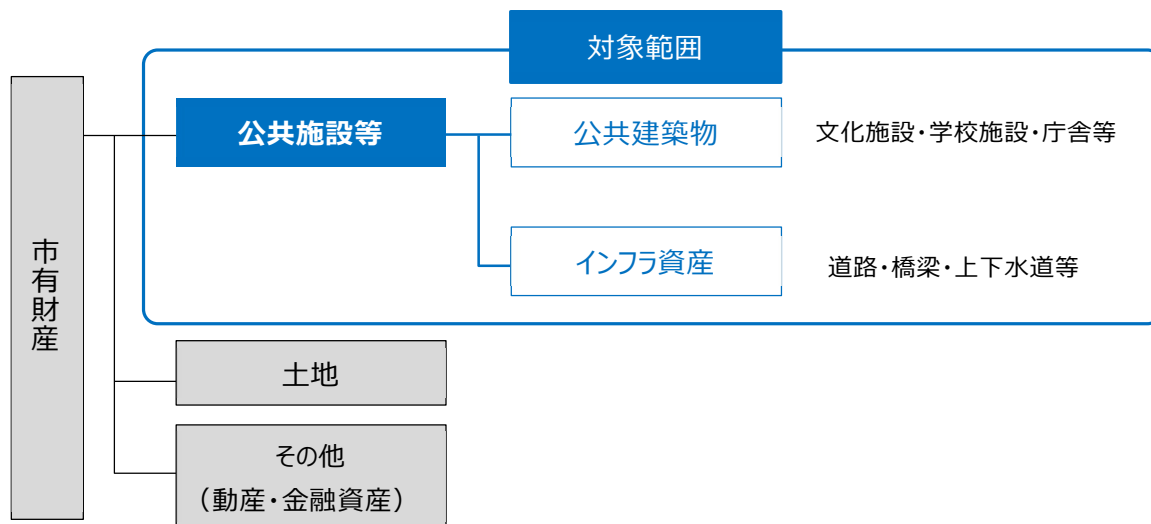 対象範囲
市有財産
公共施設等
公共建築物
文化施設・学校施設・庁舎等
インフラ資産
道路・橋梁・上下水道等
土地
その他
（動産・金融資産）